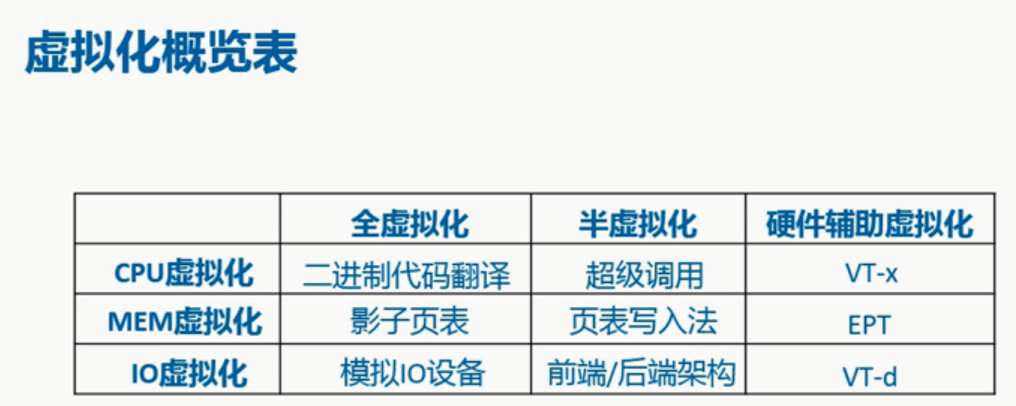 虚拟化概览表
全虚拟化 半虚拟化 硬件辅助虚拟化
CPU虚拟化 二进制代码翻译 超级调用 VT-x
MEM虚拟化 影子页表 页表写入法 EPT
IO虚拟化 模拟IO设备 前端/后端架构 VT-d